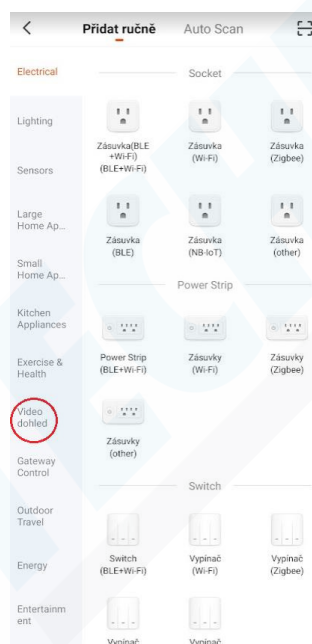 Přidat ručně Auto Scan
Electrical
Lighting
Sensors
Large
Home Ap...
Small
Home Ap...
Kitchen
Appliances
Exercise &
Health
Video
dohled
Gateway
Control
Outdoor
Travel
Energy
Entertainm
ent
Socket
Zásuvka(BLE
+Wi-Fi)
(BLE+Wi-Fi)
Zásuvka
(Wi-Fi)
Zásuvka
(Zigbee)
Zásuvka
(BLE)
Zásuvka
(NB-IoT)
Zásuvka
(other)
Power Strip
Power Strip
(BLE+Wi-Fi)
Zásuvky
(Wi-Fi)
Zásuvky
(Zigbee)
Zásuvky
(other)
Switch
Switch
(BLE+Wi-Fi)
Vypínač
(Wi-Fi)
Vypínač
(Zigbee)
Vypínač
Vypínač